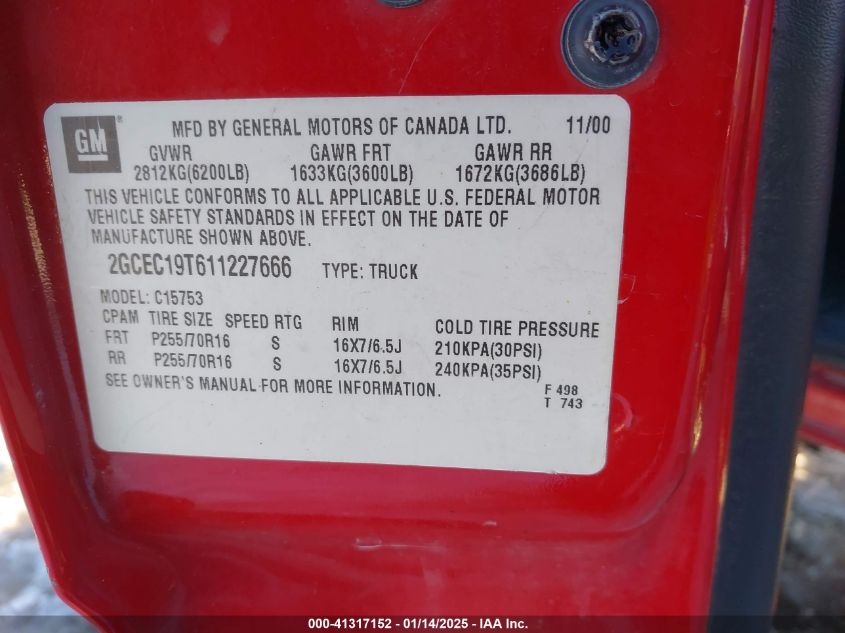 GM®
MFD BY GENERAL MOTORS OF CANADA LTD. 11/00
GVWR GAWR FRT GAWR RR
2812KG(6200LB) 1633KG(3600LB) 1672KG(3686LB)
THIS VEHICLE CONFORMS TO ALL APPLICABLE U.S. FEDERAL MOTOR
VEHICLE SAFETY STANDARDS IN EFFECT ON THE DATE OF
MANUFACTURE SHOWN ABOVE.
2GCEC19T611227666 TYPE: TRUCK
MODEL: C15753
CPAM TIRE SIZE SPEED RTG RIM COLD TIRE PRESSURE
FRT P255/70R16 S 16X7/6.5J 210KPA(30PSI)
RR P255/70R16 S 16X7/6.5J 240KPA(35PSI)
SEE OWNER'S MANUAL FOR MORE INFORMATION.
F 498
T 743
000-41317152 - 01/14/2025 - IAA Inc.